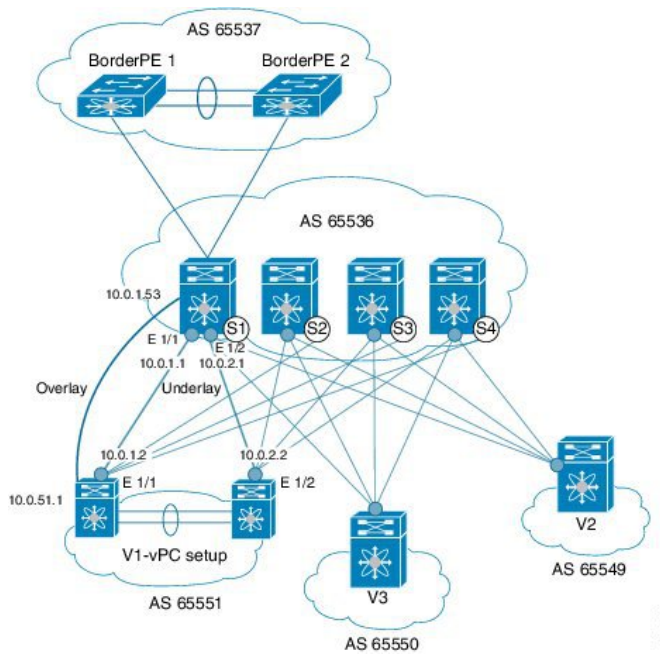 AS 65537
BorderPE 1
BorderPE 2
AS 65536
10.0.1.53
S1
S2
S3
S4
E 1/1
E 1/2
10.0.1.1
10.0.2.1
Overlay
Underlay
10.0.1.2
10.0.2.2
E 1/1
E 1/2
10.0.51.1
V1-vPC setup
V2
AS 65549
V3
AS 65551
AS 65550